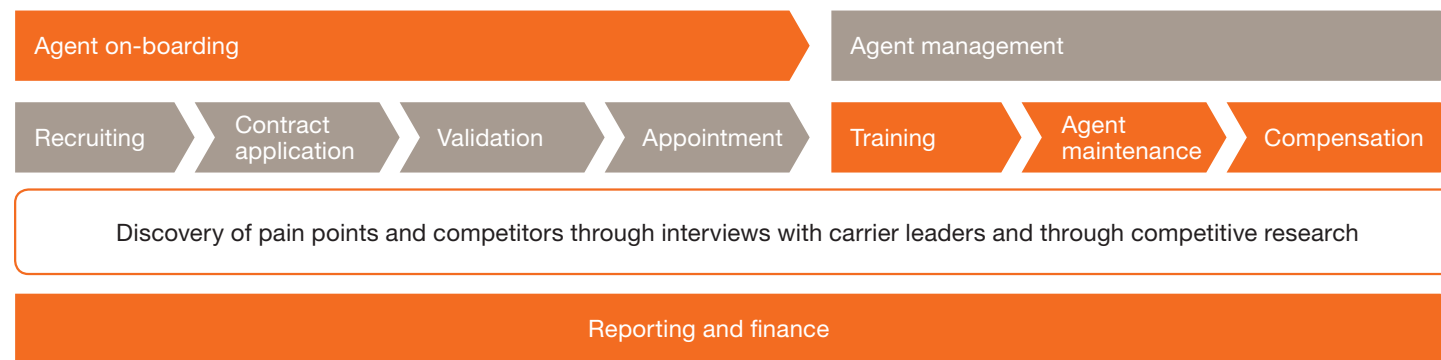 Agent on-boarding
Agent management
Recruiting
Contract
application
Validation
Appointment
Training
Agent
maintenance
Compensation
Discovery of pain points and competitors through interviews with carrier leaders and through competitive research
Reporting and finance